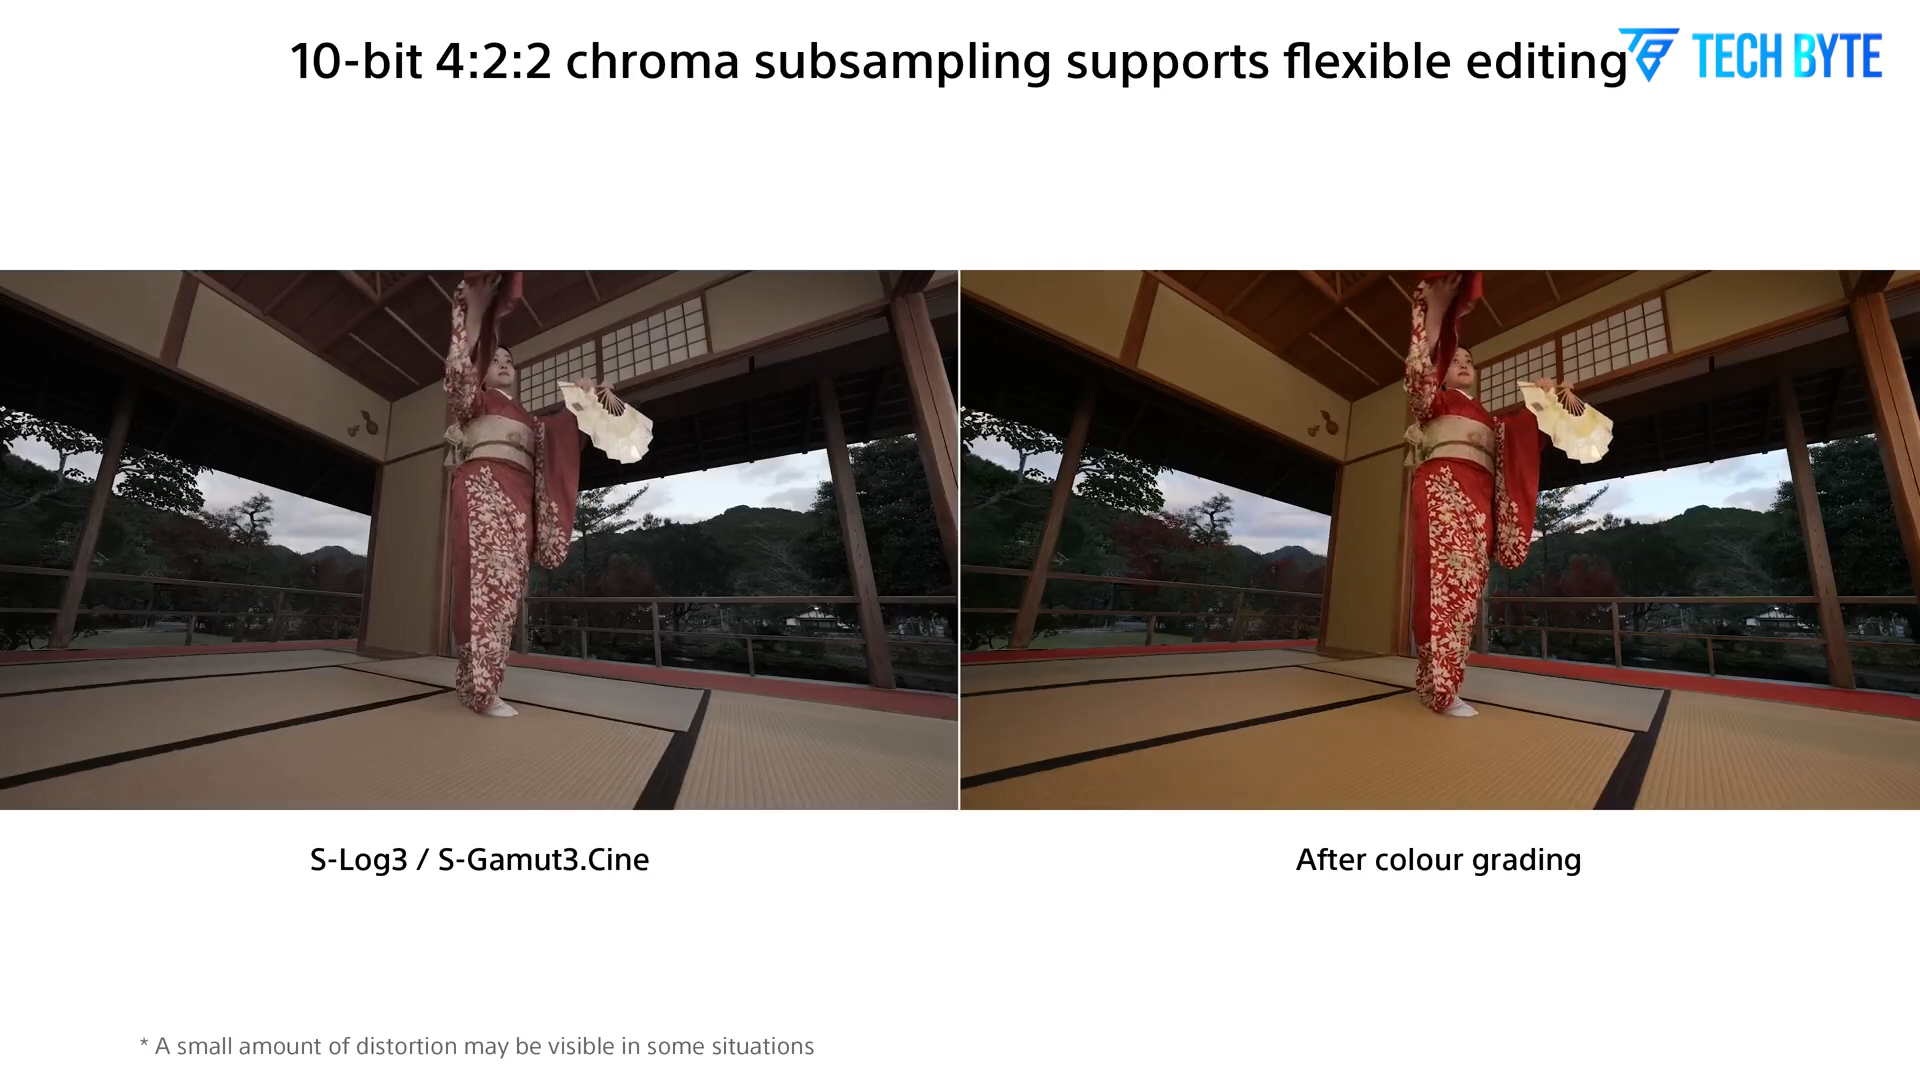 10-bit 4:2:2 chroma subsampling supports flexible editing
TECH BYTE
S-Log3 / S-Gamut3.Cine
After colour grading
* A small amount of distortion may be visible in some situations